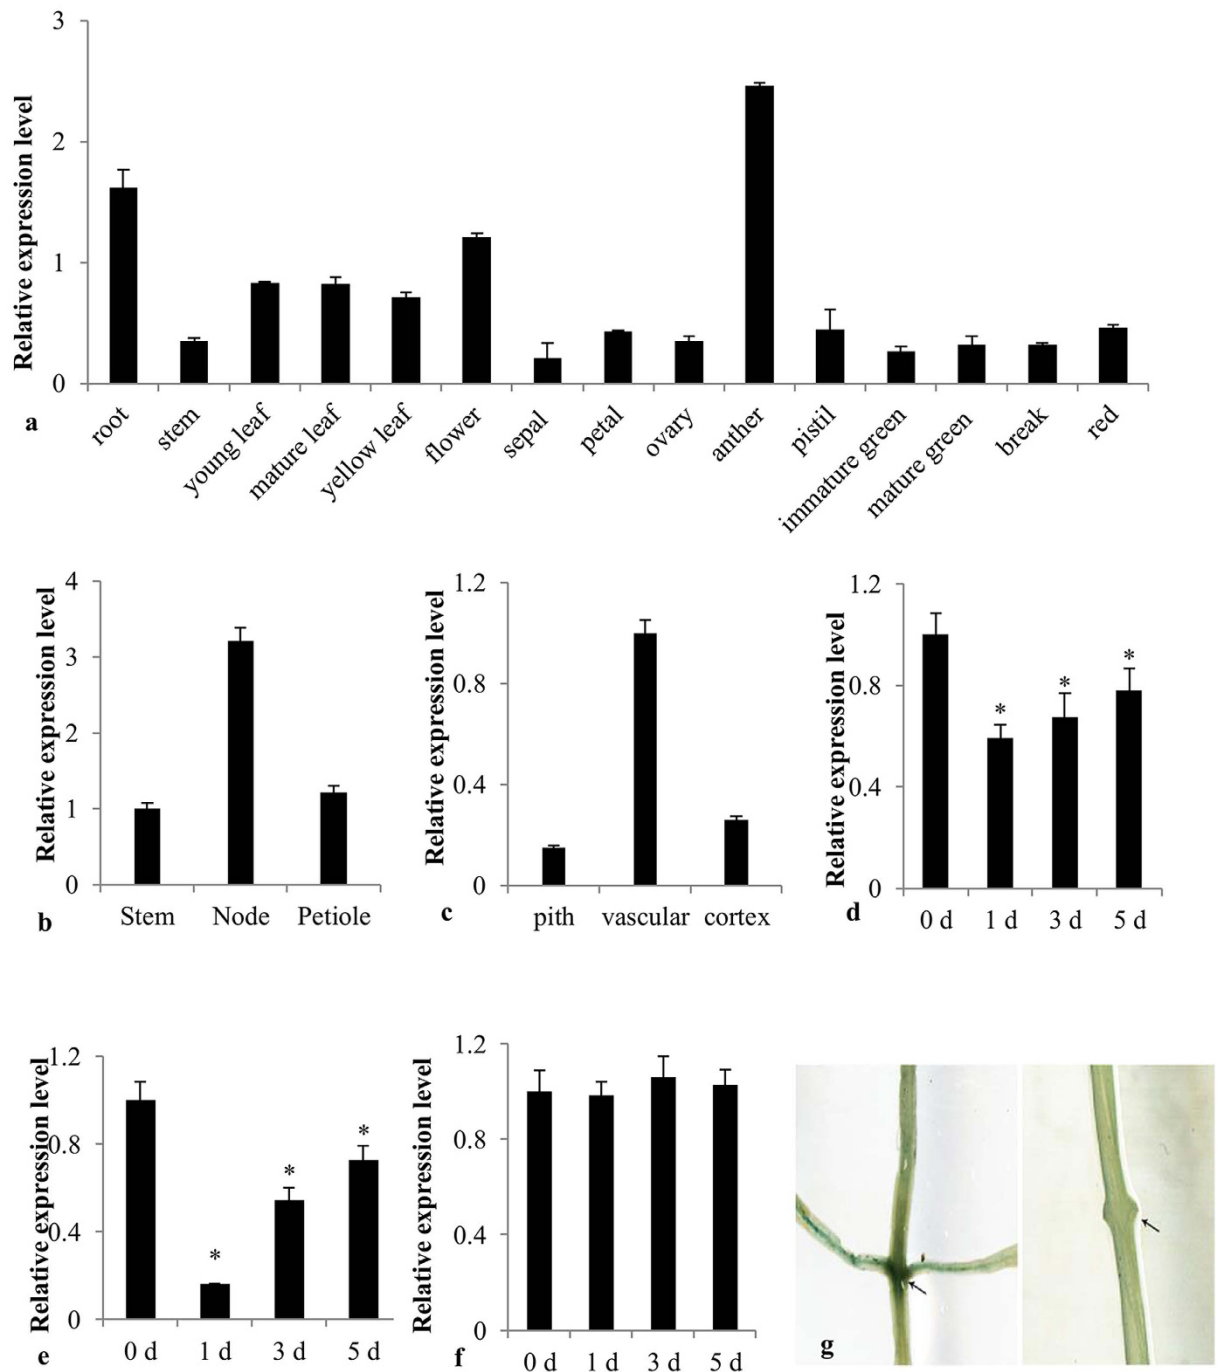 3
2
1
0
Relative expression level
a
root
stem
young leaf
mature leaf
yellow leaf
flower
sepal
petal
ovary
anther
pistil
immature green
mature green
break
red
4
3
2
1
0
Relative expression level
b
Stem Node Petiole
1.2
0.8
0.4
0
Relative expression level
c
pith vascular cortex
1.2
0.8
0.4
0
Relative expression level
* * *
d
0 d 1 d 3 d 5 d
1.2
0.8
0.4
0
Relative expression level
* * *
e
0 d 1 d 3 d 5 d
1.2
0.8
0.4
0
Relative expression level
f
0 d 1 d 3 d 5 d
g